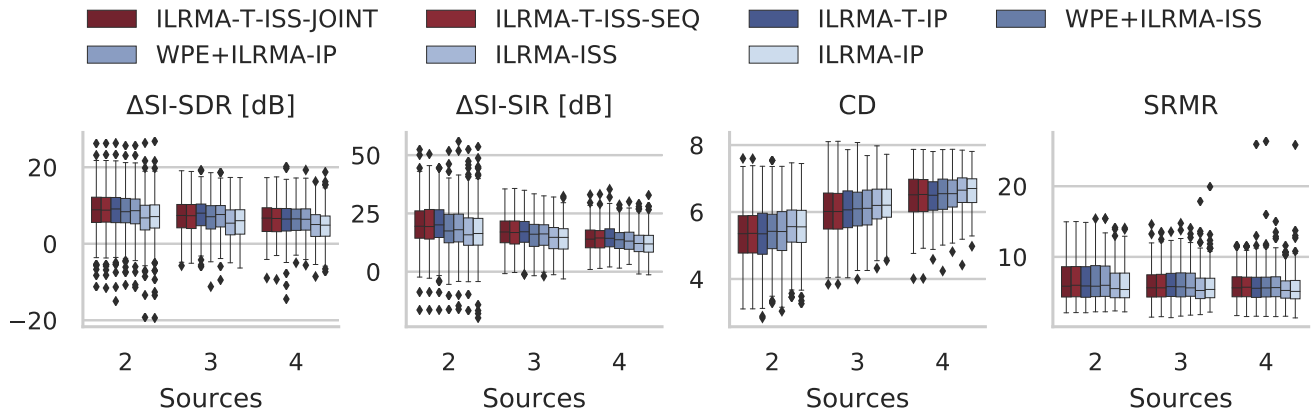 ILRMA-T-ISS-JOINT ILRMA-T-ISS-SEQ ILRMA-T-IP WPE+ILRMA-ISS
WPE+ILRMA-IP ILRMA-ISS ILRMA-IP
ΔSI-SDR [dB] ΔSI-SIR [dB] CD SRMR
20
0
−20
2 3 4
Sources
50
25
0
2 3 4
Sources
8
6
4
2 3 4
Sources
20
10
2 3 4
Sources